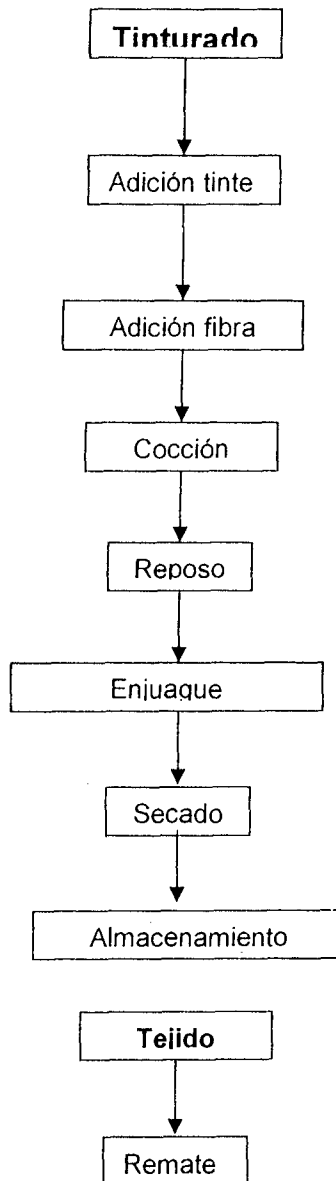 Tinturado
Adición tinte
Adición fibra
Cocción
Reposo
Enjuague
Secado
Almacenamiento
Tejido
Remate